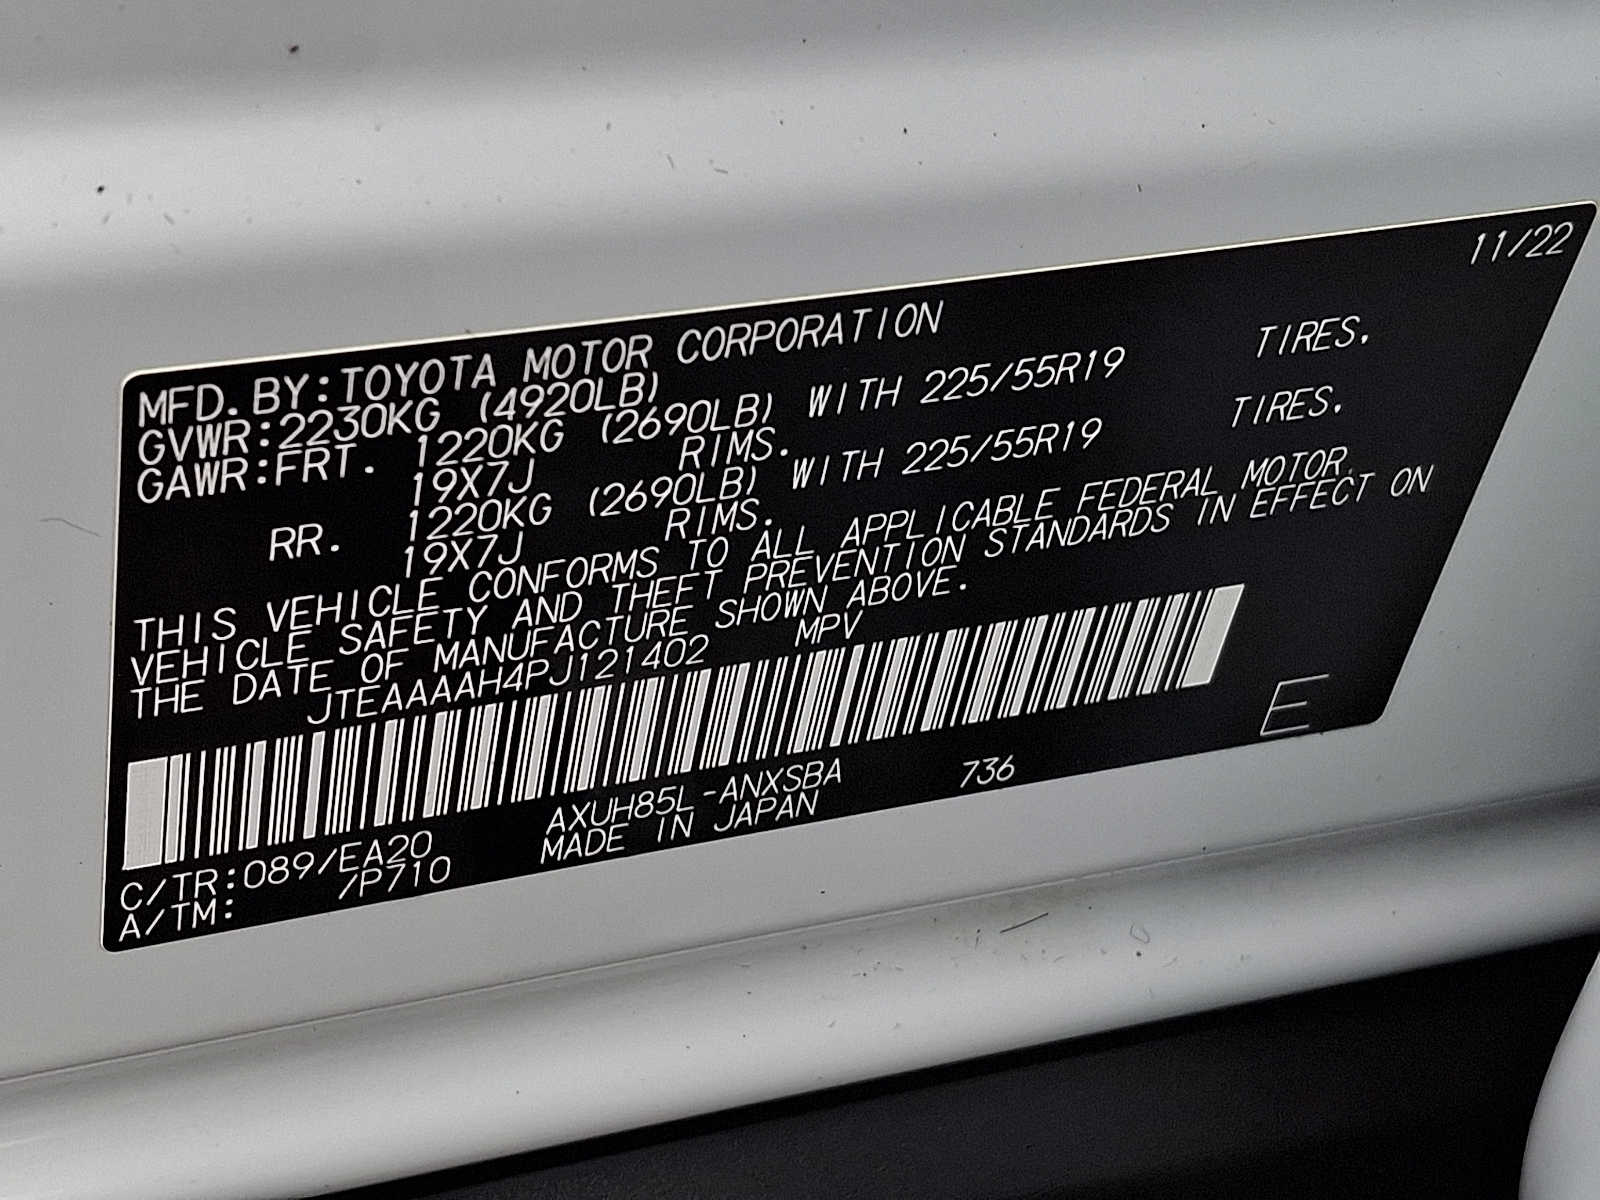 11/22
MFD. BY: TOYOTA MOTOR CORPORATION
GVWR: 2230KG (4920LB)
GAWR: FRT. 1220KG (2690LB) WITH 225/55R19 TIRES.
19X7J RIMS.
RR. 1220KG (2690LB) WITH 225/55R19 TIRES.
19X7J RIMS.
THIS VEHICLE CONFORMS TO ALL APPLICABLE FEDERAL MOTOR
VEHICLE SAFETY AND THEFT PREVENTION STANDARDS IN EFFECT ON
THE DATE OF MANUFACTURE SHOWN ABOVE.
JTEAAAAH4PJ121402 MPV
E
C/TR: 089/EA20 AXUH85L-ANXSBA 736
A/TM: /P710 MADE IN JAPAN